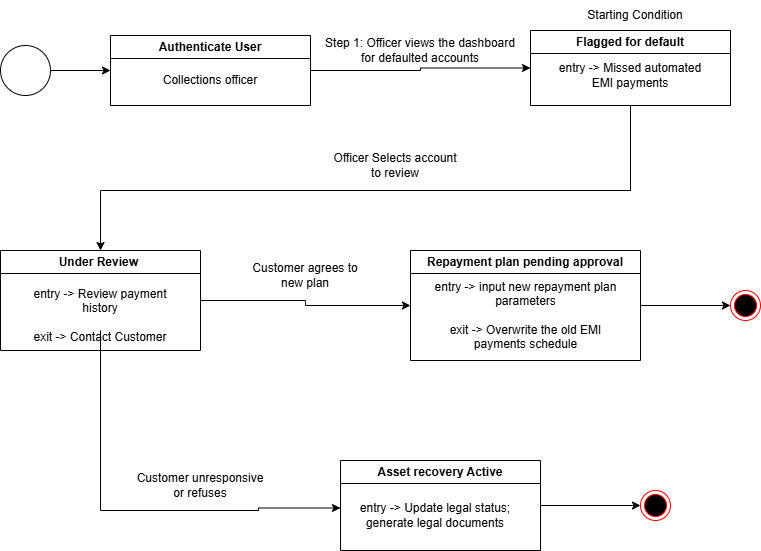 Starting Condition
Authenticate User
Collections officer
Step 1: Officer views the dashboard
for defaulted accounts
Flagged for default
entry -> Missed automated
EMI payments
Officer Selects account
to review
Under Review
entry -> Review payment
history
exit -> Contact Customer
Customer agrees to
new plan
Repayment plan pending approval
entry -> input new repayment plan
parameters
exit -> Overwrite the old EMI
payments schedule
Customer unresponsive
or refuses
Asset recovery Active
entry -> Update legal status;
generate legal documents